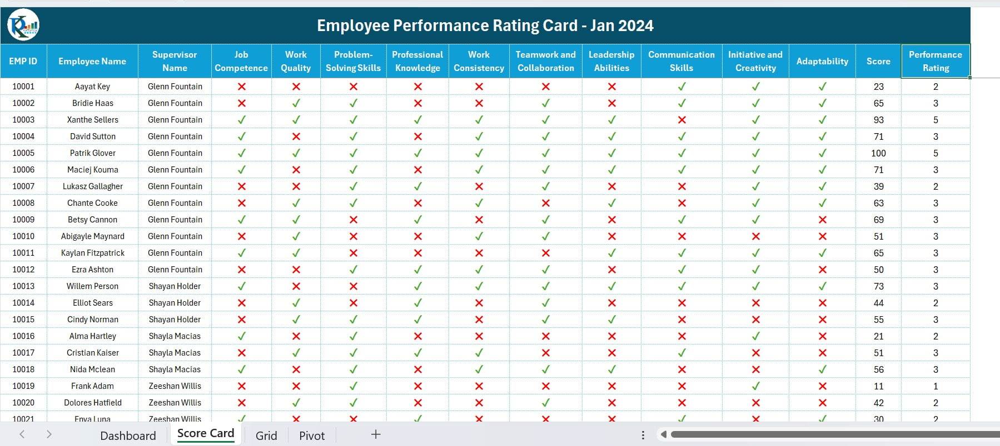 Employee Performance Rating Card - Jan 2024
EMP ID Employee Name Supervisor Name Job Competence Work Quality Problem-Solving Skills Professional Knowledge Work Consistency Teamwork and Collaboration Leadership Abilities Communication Skills Initiative and Creativity Adaptability Score Performance Rating
10001 Aayat Key Glenn Fountain ✕ ✕ ✕ ✕ ✕ ✕ ✕ ✓ ✓ ✓ 23 2
10002 Bridie Haas Glenn Fountain ✕ ✓ ✓ ✕ ✕ ✓ ✕ ✓ ✓ ✓ 65 3
10003 Xanthe Sellers Glenn Fountain ✓ ✓ ✓ ✓ ✓ ✓ ✓ ✕ ✓ ✓ 93 5
10004 David Sutton Glenn Fountain ✓ ✕ ✓ ✕ ✓ ✓ ✓ ✓ ✓ ✓ 71 3
10005 Patrik Glover Glenn Fountain ✓ ✓ ✓ ✓ ✓ ✓ ✓ ✓ ✓ ✓ 100 5
10006 Maciej Kouma Glenn Fountain ✓ ✕ ✓ ✕ ✓ ✓ ✓ ✓ ✓ ✓ 71 3
10007 Lukasz Gallagher Glenn Fountain ✕ ✕ ✓ ✓ ✕ ✓ ✕ ✕ ✓ ✓ 39 2
10008 Chante Cooke Glenn Fountain ✕ ✓ ✓ ✕ ✓ ✕ ✓ ✕ ✓ ✓ 63 3
10009 Betsy Cannon Glenn Fountain ✓ ✓ ✕ ✓ ✕ ✓ ✕ ✓ ✓ ✕ 69 3
10010 Abigayle Maynard Glenn Fountain ✕ ✓ ✕ ✕ ✓ ✓ ✕ ✕ ✕ ✕ 51 3
10011 Kaylan Fitzpatrick Glenn Fountain ✓ ✓ ✕ ✕ ✕ ✕ ✓ ✓ ✓ ✓ 65 3
10012 Ezra Ashton Glenn Fountain ✕ ✕ ✓ ✓ ✓ ✓ ✕ ✓ ✓ ✕ 50 3
10013 Willem Person Shayan Holder ✓ ✕ ✕ ✓ ✓ ✓ ✓ ✓ ✓ ✓ 73 3
10014 Elliot Sears Shayan Holder ✕ ✓ ✕ ✓ ✕ ✓ ✕ ✕ ✕ ✕ 44 2
10015 Cindy Norman Shayan Holder ✕ ✓ ✓ ✓ ✕ ✓ ✓ ✕ ✕ ✕ 55 3
10016 Alma Hartley Shayla Macias ✓ ✕ ✓ ✕ ✕ ✕ ✕ ✕ ✓ ✕ 21 2
10017 Cristian Kaiser Shayla Macias ✕ ✓ ✓ ✓ ✓ ✕ ✕ ✓ ✕ ✕ 51 3
10018 Nida Mclean Shayla Macias ✓ ✕ ✓ ✕ ✓ ✓ ✓ ✕ ✕ ✓ 56 3
10019 Frank Adam Zeeshan Willis ✕ ✕ ✓ ✕ ✕ ✕ ✕ ✕ ✓ ✕ 11 1
10020 Dolores Hatfield Zeeshan Willis ✕ ✓ ✓ ✕ ✕ ✓ ✕ ✕ ✕ ✕ 42 2
10021 Enya Luna Zeeshan Willis ✓ ✕ ✕ ✓ ✕ ✕ ✕ ✓ ✕ ✓ 30 2
Dashboard Score Card Grid Pivot +